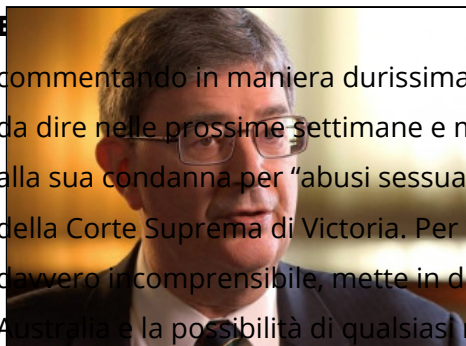 E
commentando in maniera durissima
da dire nelle prossime settimane e n
alla sua condanna per “abusi sessua
della Corte Suprema di Victoria. Per
davvero incomprensibile, mette in d
Australia e la possibilità di qualsiasi